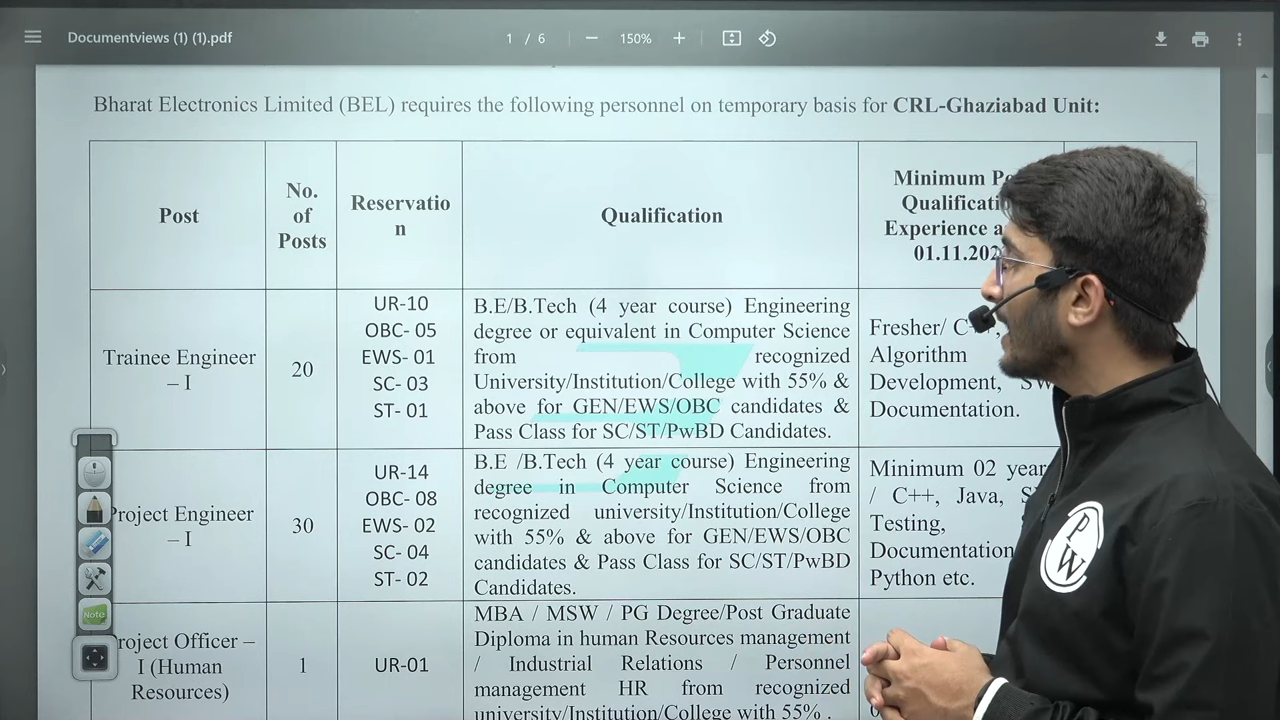 Documentviews (1) (1).pdf
1 / 6
150%
Bharat Electronics Limited (BEL) requires the following personnel on temporary basis for CRL-Ghaziabad Unit:
Post
No.
of
Posts
Reservatio
n
Qualification
Minimum
Experience
Trainee Engineer
– I
20
UR-10
OBC- 05
EWS- 01
SC- 03
ST- 01
B.E/B.Tech (4 year course) Engineering
degree or equivalent in Computer Science
from recognized
University/Institution/College with 55% &
above for GEN/EWS/OBC candidates &
Pass Class for SC/ST/PwBD Candidates.
Fresher/
Algorithm
Development,
Documentation.
Project Engineer
– I
30
UR-14
OBC- 08
EWS- 02
SC- 04
ST- 02
B.E /B.Tech (4 year course) Engineering
degree in Computer Science from
recognized university/Institution/College
with 55% & above for GEN/EWS/OBC
candidates & Pass Class for SC/ST/PwBD
Candidates.
Minimum 02 year
/ C++, Java,
Testing,
Documentation
Python etc.
roject Officer –
I (Human
Resources)
1
UR-01
MBA / MSW / PG Degree/Post Graduate
Diploma in human Resources management
/ Industrial Relations / Personnel
management HR from recognized
university/Institution/College with 55% .
Note
PW